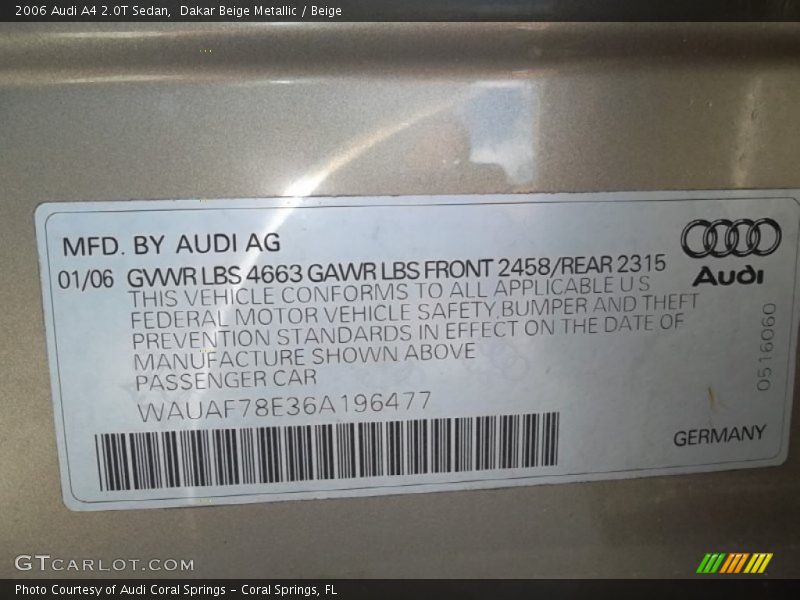 2006 Audi A4 2.0T Sedan,  Dakar Beige Metallic / Beige
MFD. BY AUDI AG
01/06 GVWR LBS 4663 GAWR LBS FRONT 2458/REAR 2315
THIS VEHICLE CONFORMS TO ALL APPLICABLE U S
FEDERAL MOTOR VEHICLE SAFETY,BUMPER AND THEFT
PREVENTION STANDARDS IN EFFECT ON THE DATE OF
MANUFACTURE SHOWN ABOVE
PASSENGER CAR
WAUAF78E36A196477
Audi
0516060
GERMANY
GTCARLOT.COM
Photo Courtesy of Audi Coral Springs – Coral Springs, FL